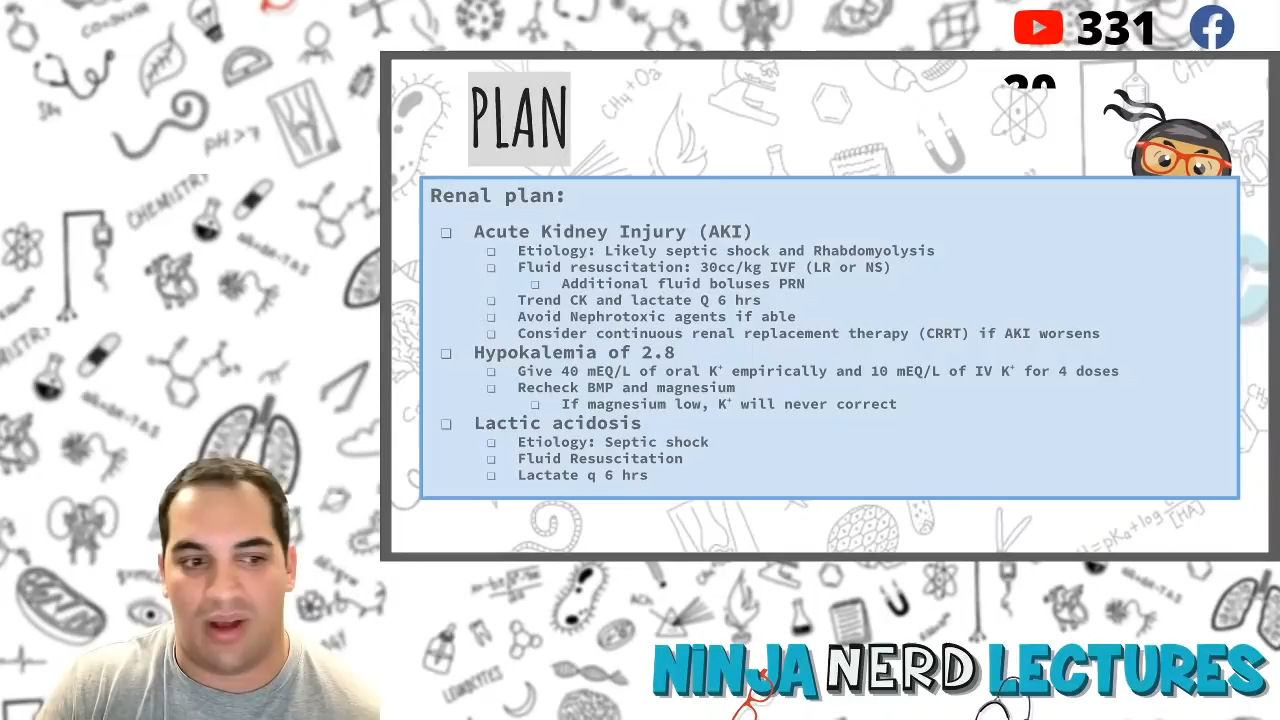 331
PLAN
Renal plan:
❏ Acute Kidney Injury (AKI)
❏ Etiology: Likely septic shock and Rhabdomyolysis
❏ Fluid resuscitation: 30cc/kg IVF (LR or NS)
❏ Additional fluid boluses PRN
❏ Trend CK and lactate Q 6 hrs
❏ Avoid Nephrotoxic agents if able
❏ Consider continuous renal replacement therapy (CRRT) if AKI worsens
❏ Hypokalemia of 2.8
❏ Give 40 mEQ/L of oral K⁺ empirically and 10 mEQ/L of IV K⁺ for 4 doses
❏ Recheck BMP and magnesium
❏ If magnesium low, K⁺ will never correct
❏ Lactic acidosis
❏ Etiology: Septic shock
❏ Fluid Resuscitation
❏ Lactate q 6 hrs
NINJA NERD LECTURES
CHEMISTRY
pH>7
LEUKOCYTES